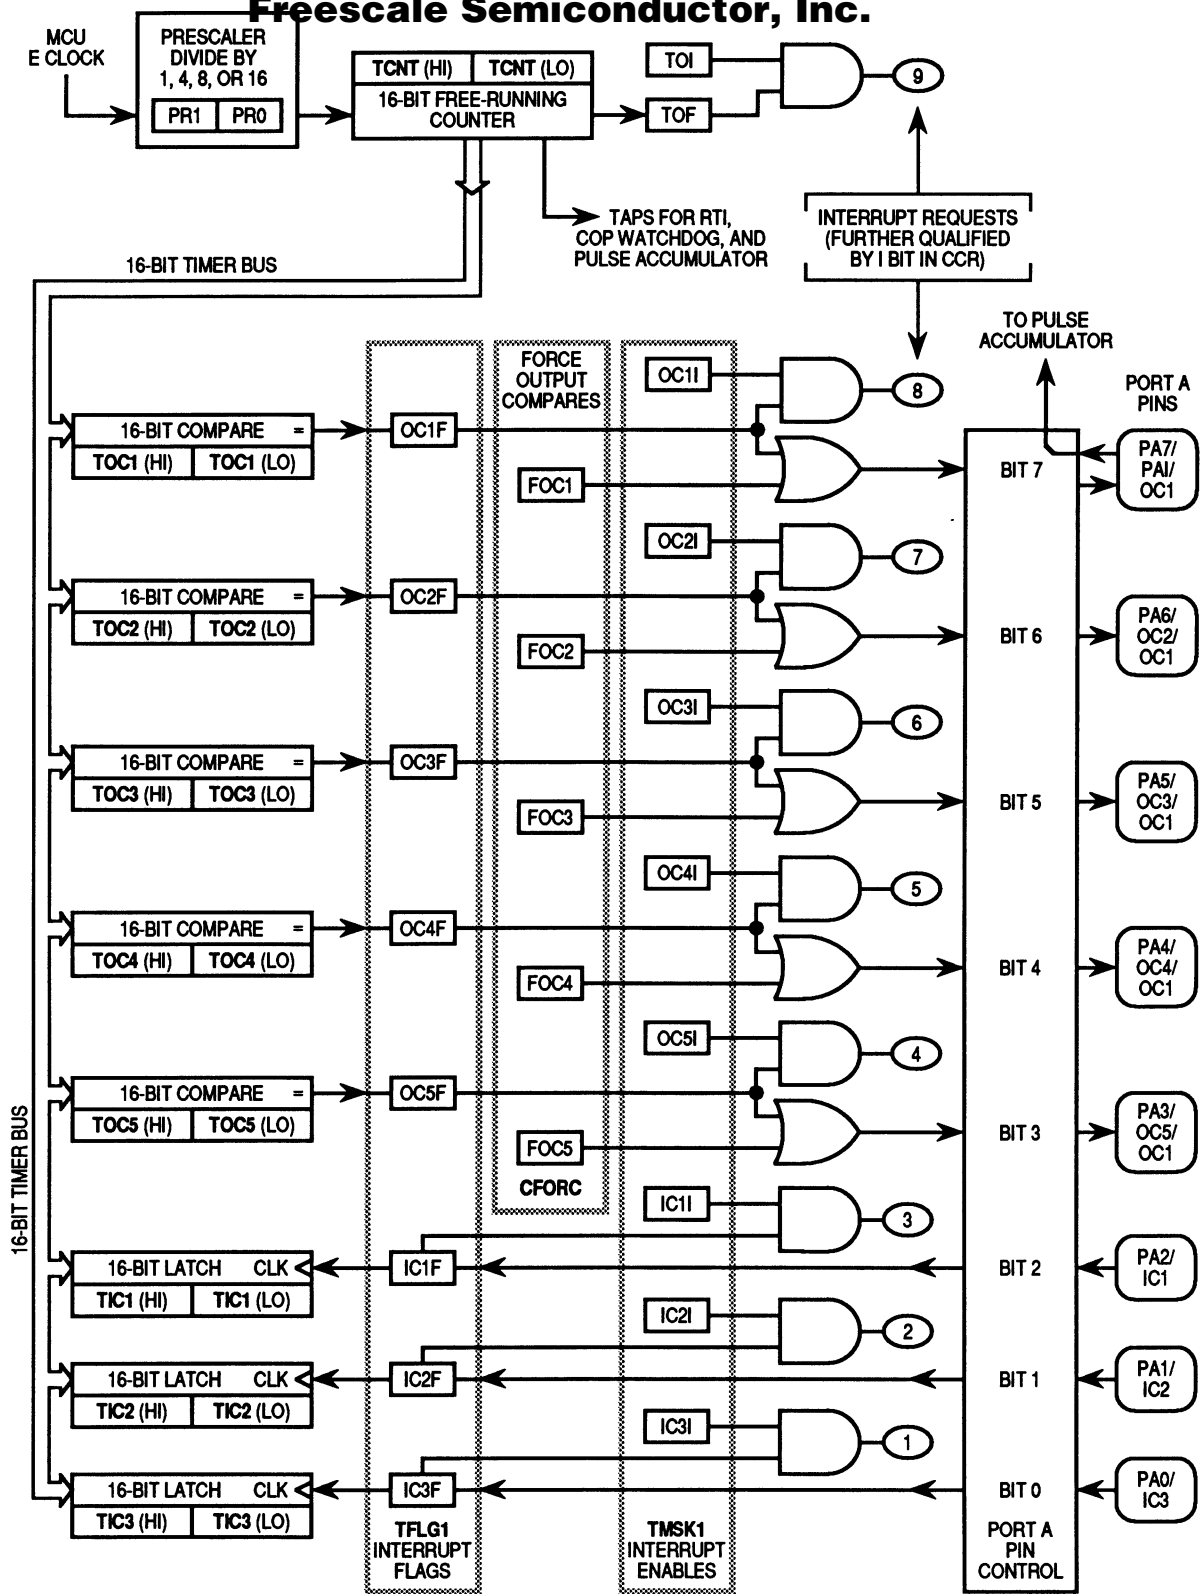 Freescale Semiconductor, Inc.
MCU
E CLOCK
PRESCALER
DIVIDE BY
1, 4, 8, OR 16
PR1 PR0
TCNT (HI) TCNT (LO)
16-BIT FREE-RUNNING
COUNTER
TOI
TOF
9
TAPS FOR RTI,
COP WATCHDOG, AND
PULSE ACCUMULATOR
INTERRUPT REQUESTS
(FURTHER QUALIFIED
BY I BIT IN CCR)
16-BIT TIMER BUS
TO PULSE
ACCUMULATOR
PORT A
PINS
FORCE
OUTPUT
COMPARES
OC1I
8
16-BIT COMPARE =
TOC1 (HI) TOC1 (LO)
OC1F
FOC1
BIT 7
PA7/
PAI/
OC1
OC2I
7
16-BIT COMPARE =
TOC2 (HI) TOC2 (LO)
OC2F
FOC2
BIT 6
PA6/
OC2/
OC1
OC3I
6
16-BIT COMPARE =
TOC3 (HI) TOC3 (LO)
OC3F
FOC3
BIT 5
PA5/
OC3/
OC1
OC4I
5
16-BIT COMPARE =
TOC4 (HI) TOC4 (LO)
OC4F
FOC4
BIT 4
PA4/
OC4/
OC1
OC5I
4
16-BIT COMPARE =
TOC5 (HI) TOC5 (LO)
OC5F
FOC5
CFORC
BIT 3
PA3/
OC5/
OC1
16-BIT TIMER BUS
IC1I
3
16-BIT LATCH CLK
TIC1 (HI) TIC1 (LO)
IC1F
BIT 2
PA2/
IC1
IC2I
2
16-BIT LATCH CLK
TIC2 (HI) TIC2 (LO)
IC2F
BIT 1
PA1/
IC2
IC3I
1
16-BIT LATCH CLK
TIC3 (HI) TIC3 (LO)
IC3F
BIT 0
PA0/
IC3
TFLG1
INTERRUPT
FLAGS
TMSK1
INTERRUPT
ENABLES
PORT A
PIN
CONTROL